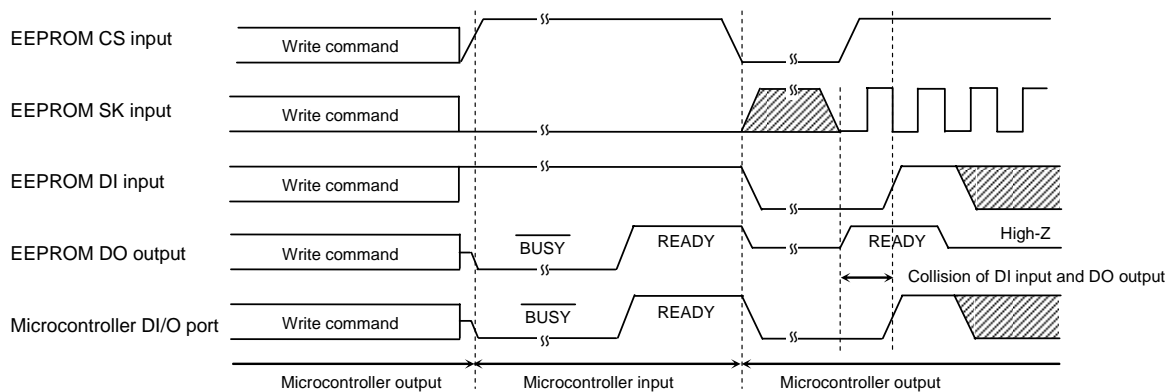 EEPROM CS input
Write command
EEPROM SK input
Write command
EEPROM DI input
Write command
EEPROM DO output
Write command
BUSY
READY
READY
High-Z
Collision of DI input and DO output
Microcontroller DI/O port
Write command
BUSY
READY
Microcontroller output
Microcontroller input
Microcontroller output